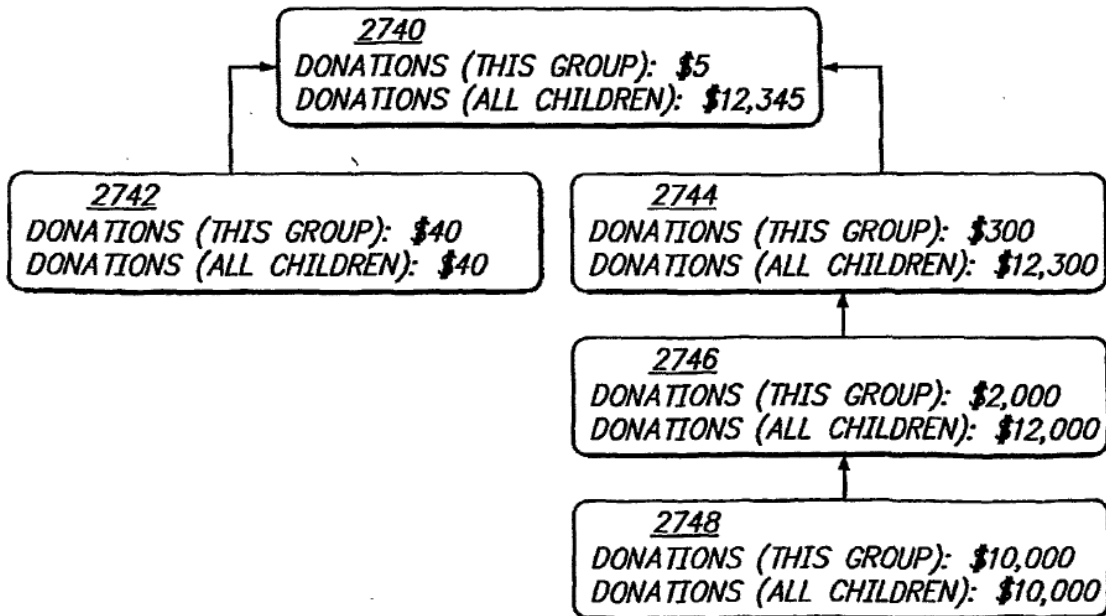 2740
DONATIONS (THIS GROUP): $5
DONATIONS (ALL CHILDREN): $12,345
2742
DONATIONS (THIS GROUP): $40
DONATIONS (ALL CHILDREN): $40
2744
DONATIONS (THIS GROUP): $300
DONATIONS (ALL CHILDREN): $12,300
2746
DONATIONS (THIS GROUP): $2,000
DONATIONS (ALL CHILDREN): $12,000
2748
DONATIONS (THIS GROUP): $10,000
DONATIONS (ALL CHILDREN): $10,000